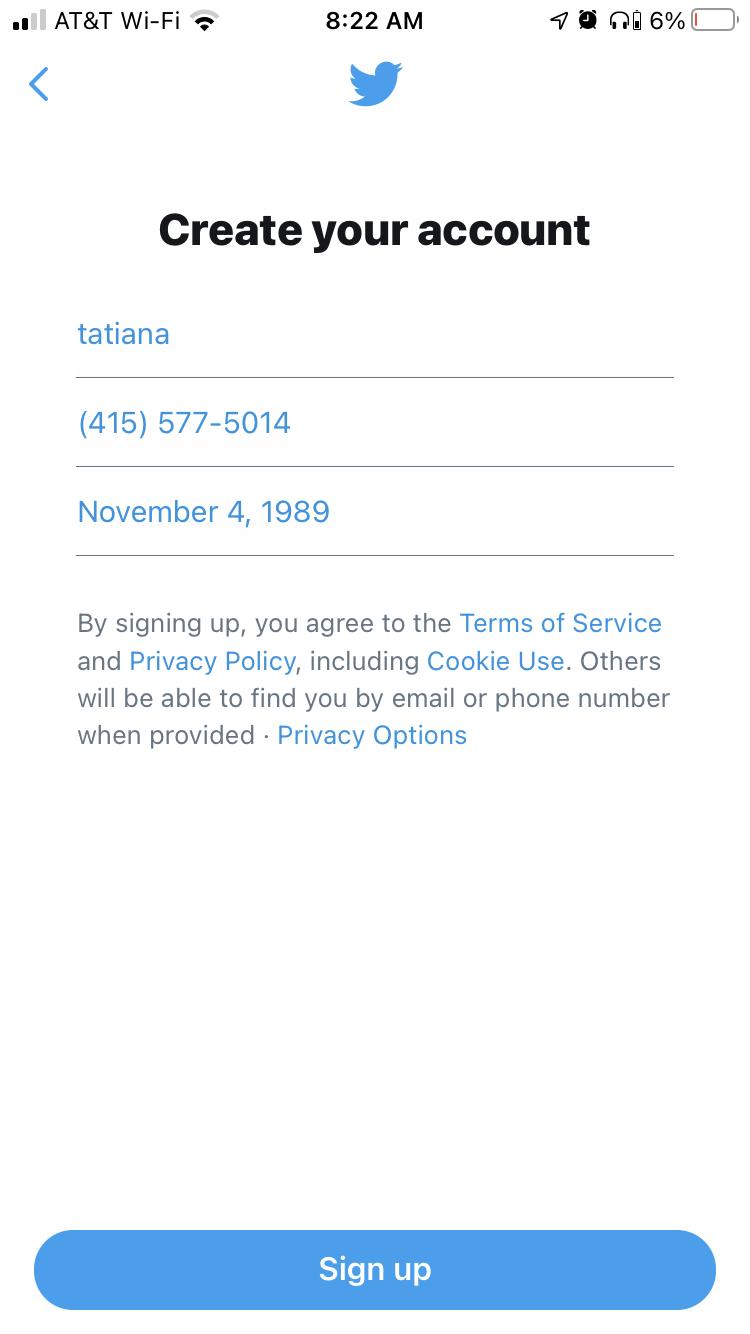 AT&T Wi-Fi 8:22 AM 6%
Create your account
tatiana
(415) 577-5014
November 4, 1989
By signing up, you agree to the Terms of Service
and Privacy Policy, including Cookie Use. Others
will be able to find you by email or phone number
when provided · Privacy Options
Sign up